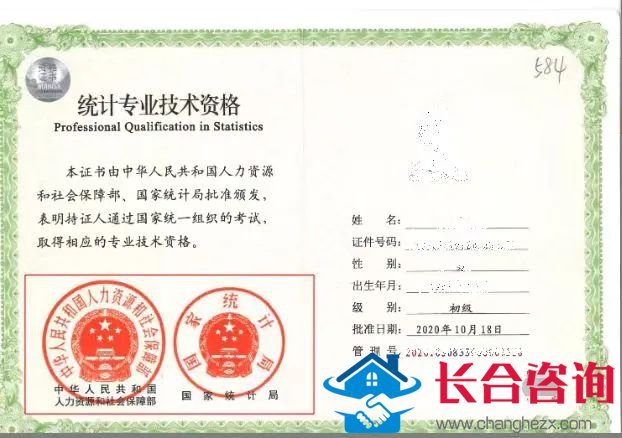 584
统计专业技术资格
Professional Qualification in Statistics
本证书由中华人民共和国人力资源
和社会保障部、国家统计局批准颁发，
表明持证人通过国家统一组织的考试，
取得相应的专业技术资格。
姓 名：
证件号码：
性 别：
出生年月：
级 别： 初级
批准日期： 2020年10月18日
管 理 号：
中华人民共和国人力资源和社会保障部
国家统计局
中华人民共和国
人力资源和社会保障部
国 家 统 计 局
长合咨询
www.changhezx.com